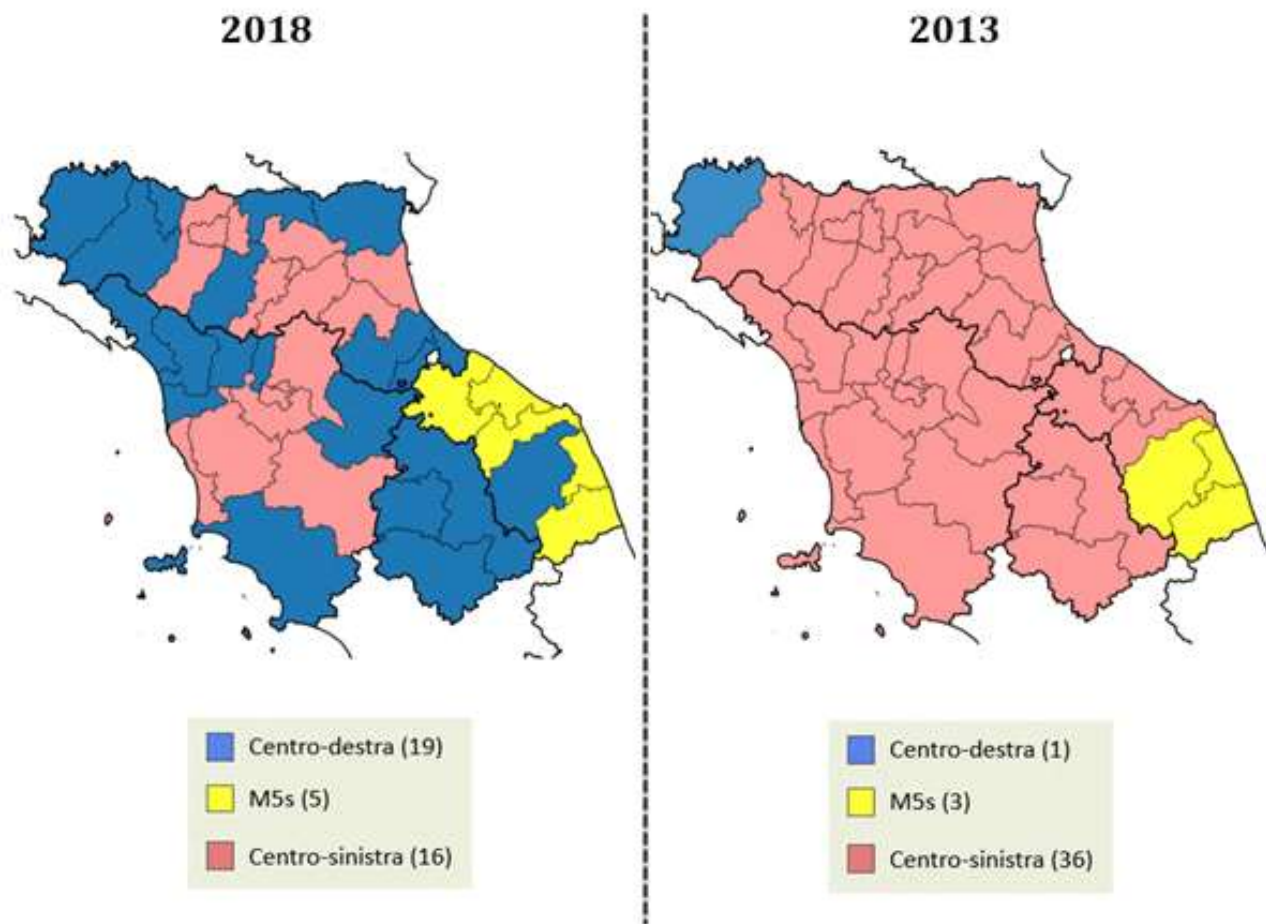 2018
2013
Centro-destra (19)
M5s (5)
Centro-sinistra (16)
Centro-destra (1)
M5s (3)
Centro-sinistra (36)